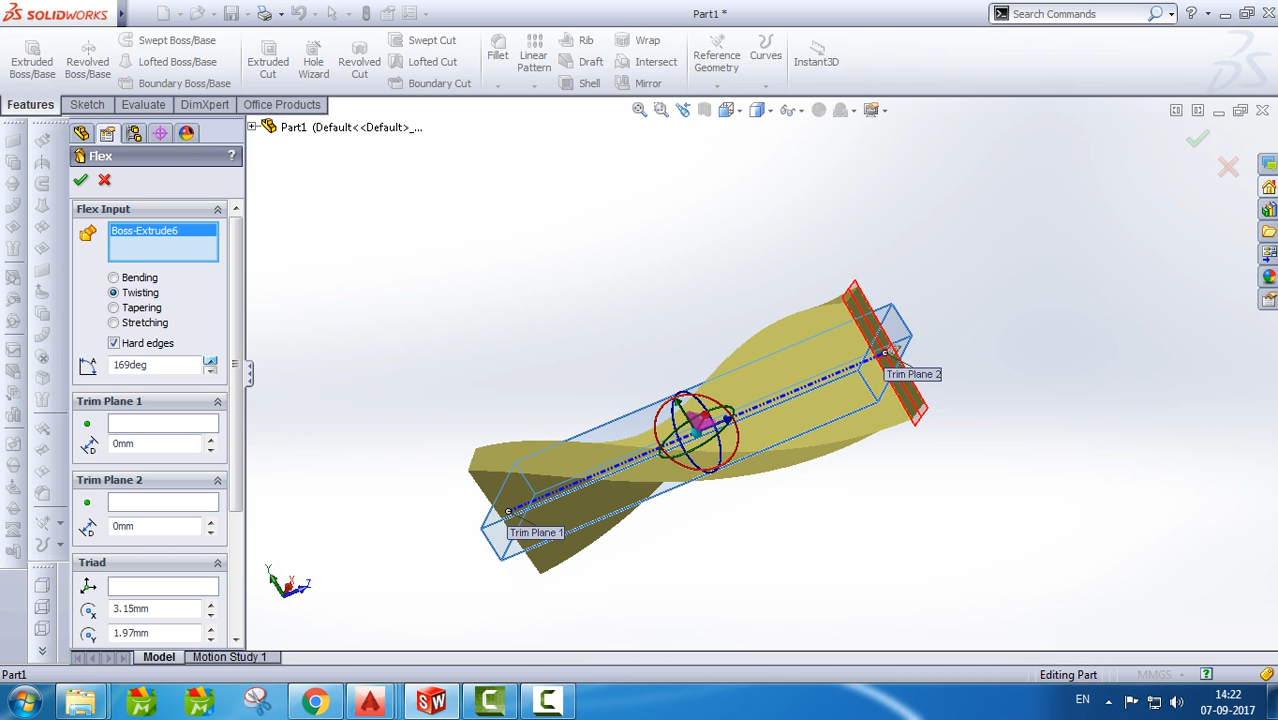 SOLIDWORKS
Part1 *
Search Commands
?
Extruded
Boss/Base
Revolved
Boss/Base
Swept Boss/Base
Lofted Boss/Base
Boundary Boss/Base
Extruded
Cut
Hole
Wizard
Revolved
Cut
Swept Cut
Lofted Cut
Boundary Cut
Fillet
Linear
Pattern
Rib
Draft
Shell
Wrap
Intersect
Mirror
Reference
Geometry
Curves
Instant3D
Features
Sketch
Evaluate
DimXpert
Office Products
Part1 (Default<<Default>_...
Flex
?
Flex Input
Boss-Extrude6
Bending
Twisting
Tapering
Stretching
Hard edges
169deg
Trim Plane 1
0mm
Trim Plane 2
0mm
Triad
3.15mm
1.97mm
Trim Plane 2
Trim Plane 1
Y
X
Z
Model
Motion Study 1
Part1
Editing Part
MMGS
?
SW
EN
14:22
07-09-2017